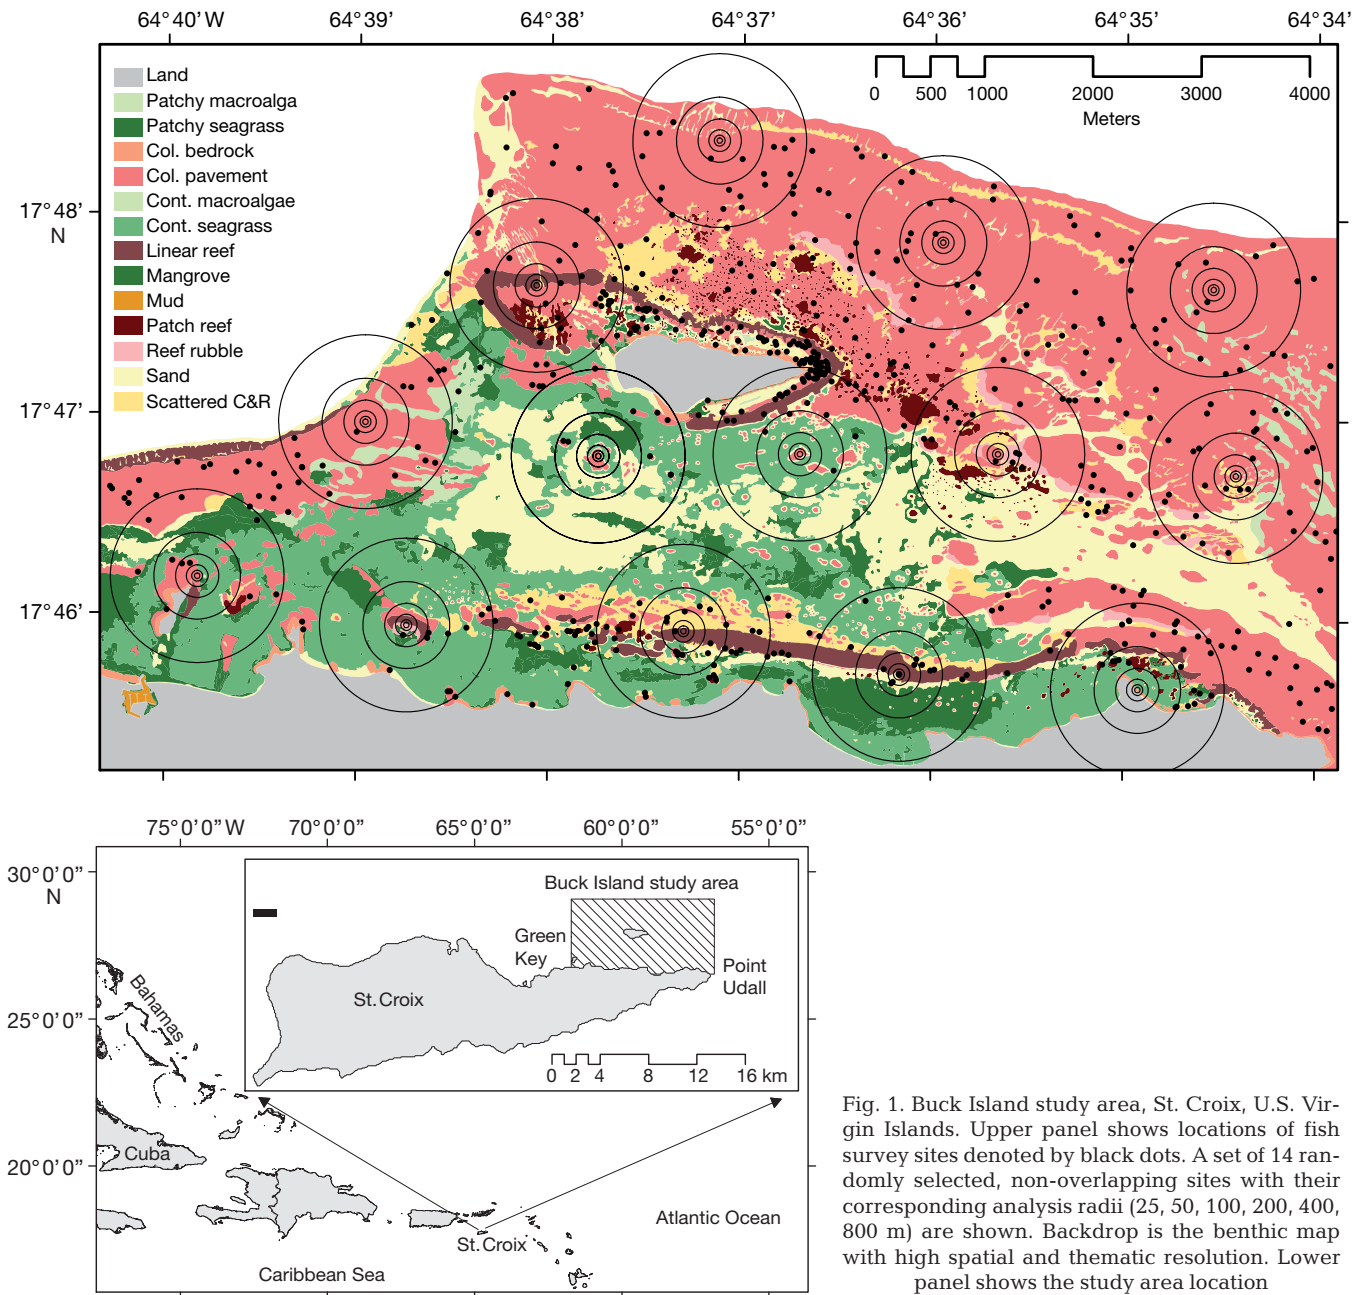 64°40’W 64°39’ 64°38’ 64°37’ 64°36’ 64°35’ 64°34’
Land
Patchy macroalga
Patchy seagrass
Col. bedrock
Col. pavement
Cont. macroalgae
Cont. seagrass
Linear reef
Mangrove
Mud
Patch reef
Reef rubble
Sand
Scattered C&R
0 500 1000 2000 3000 4000
Meters
17°48’
N
17°47’
17°46’
75°0’0” W 70°0’0” 65°0’0” 60°0’0” 55°0’0”
30°0’0”
N
25°0’0”
20°0’0”
Buck Island study area
Green
Key
Point
Udall
St. Croix
0 2 4 8 12 16 km
Bahamas
Cuba
St. Croix
Atlantic Ocean
Caribbean Sea
Fig. 1. Buck Island study area, St. Croix, U.S. Vir-
gin Islands. Upper panel shows locations of fish
survey sites denoted by black dots. A set of 14 ran-
domly selected, non-overlapping sites with their
corresponding analysis radii (25, 50, 100, 200, 400,
800 m) are shown. Backdrop is the benthic map
with high spatial and thematic resolution. Lower
panel shows the study area location